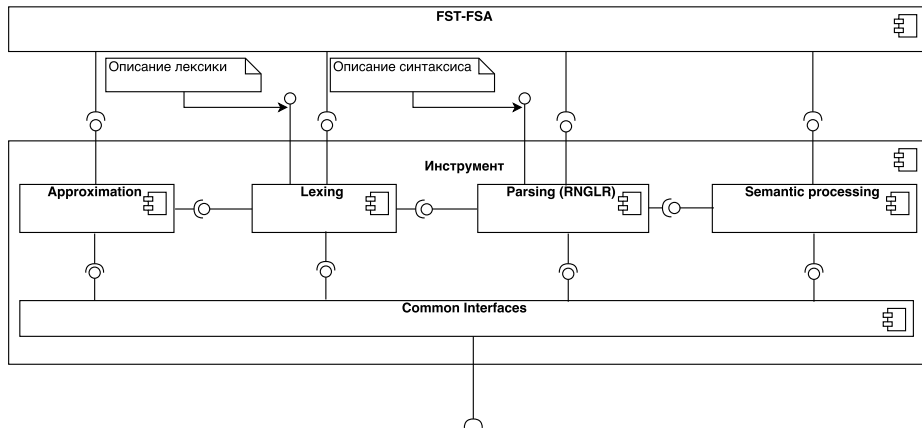 FST-FSA
Описание лексики
Описание синтаксиса
Инструмент
Approximation
Lexing
Parsing (RNGLR)
Semantic processing
Common Interfaces